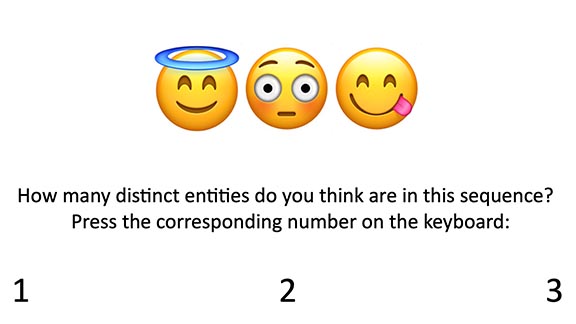 How many distinct entities do you think are in this sequence?
Press the corresponding number on the keyboard:
1 2 3